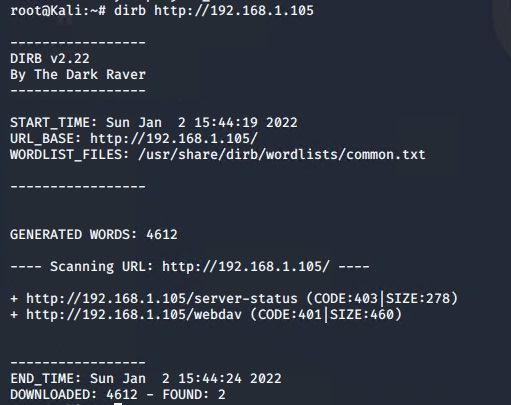 root@Kali:~# dirb http://192.168.1.105
-----------------
DIRB v2.22
By The Dark Raver
-----------------
START_TIME: Sun Jan  2 15:44:19 2022
URL_BASE: http://192.168.1.105/
WORDLIST_FILES: /usr/share/dirb/wordlists/common.txt
-----------------
GENERATED WORDS: 4612
---- Scanning URL: http://192.168.1.105/ ----
+ http://192.168.1.105/server-status (CODE:403|SIZE:278)
+ http://192.168.1.105/webdav (CODE:401|SIZE:460)
-----------------
END_TIME: Sun Jan  2 15:44:24 2022
DOWNLOADED: 4612 - FOUND: 2